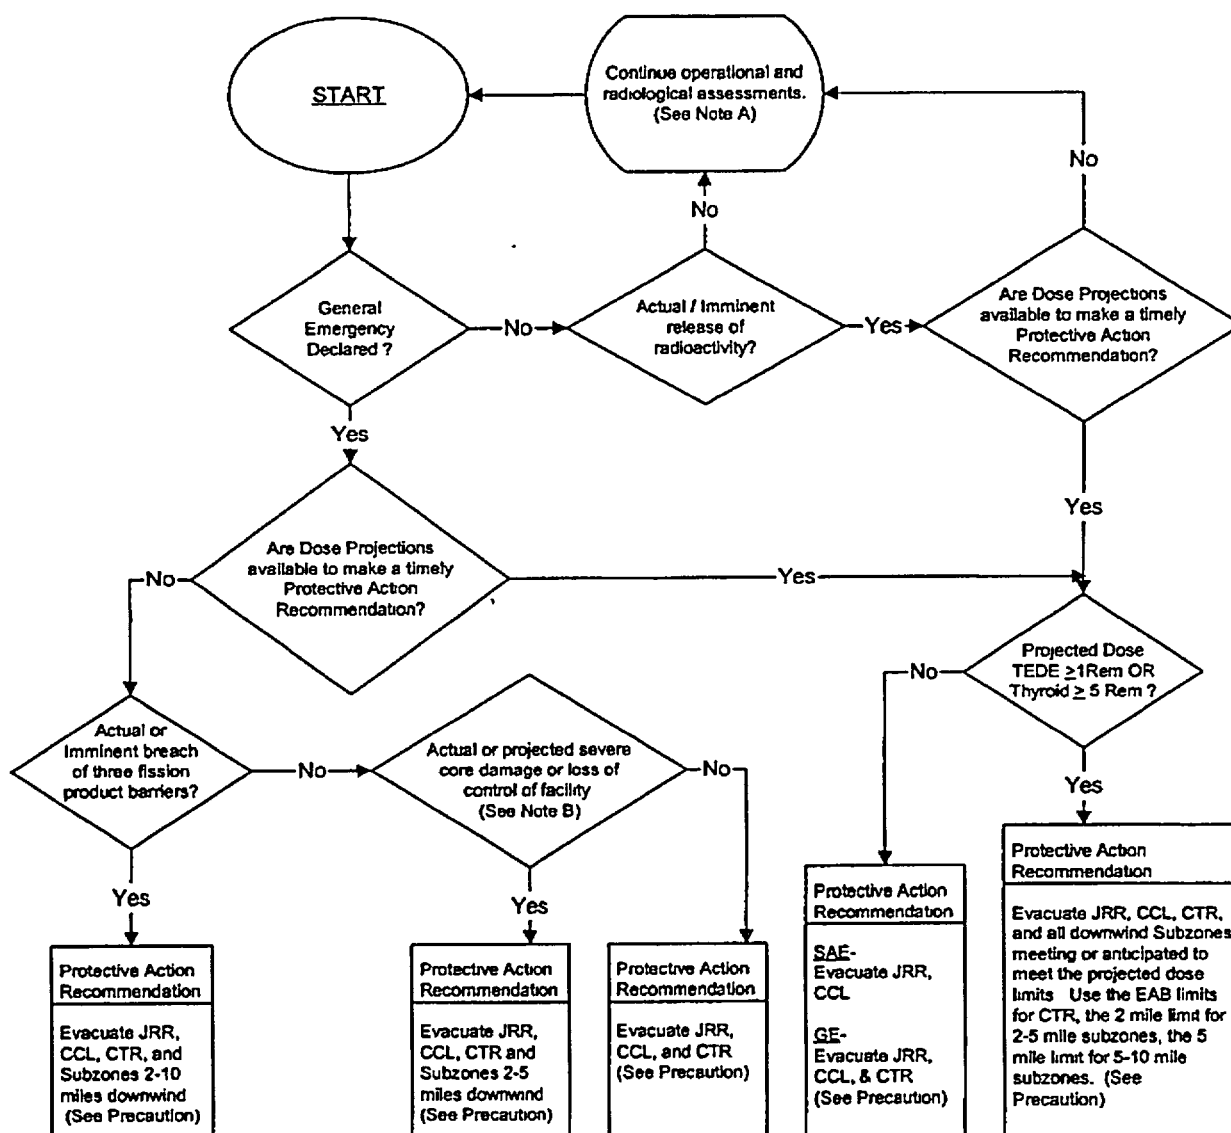 START
Continue operational and
radiological assessments.
(See Note A)
No
No
General
Emergency
Declared ?
No
Actual / Imminent
release of
radioactivity?
Yes
Are Dose Projections
available to make a timely
Protective Action
Recommendation?
Yes
Yes
Are Dose Projections
available to make a timely
Protective Action
Recommendation?
No
Yes
Projected Dose
TEDE ≥1Rem OR
Thyroid ≥ 5 Rem ?
No
Yes
Actual or
Imminent breach
of three fission
product barriers?
No
Actual or projected severe
core damage or loss of
control of facility
(See Note B)
No
Yes
Yes
Protective Action
Recommendation
Evacuate JRR,
CCL, CTR, and
Subzones 2-10
miles downwind
(See Precaution)
Protective Action
Recommendation
Evacuate JRR,
CCL, CTR and
Subzones 2-5
miles downwind
(See Precaution)
Protective Action
Recommendation
Evacuate JRR,
CCL, and CTR
(See Precaution)
Protective Action
Recommendation
SAE-
Evacuate JRR,
CCL
GE-
Evacuate JRR,
CCL, & CTR
(See Precaution)
Protective Action
Recommendation
Evacuate JRR, CCL, CTR,
and all downwind Subzones
meeting or anticipated to
meet the projected dose
limits Use the EAB limits
for CTR, the 2 mile limit for
2-5 mile subzones, the 5
mile limit for 5-10 mile
subzones. (See
Precaution)